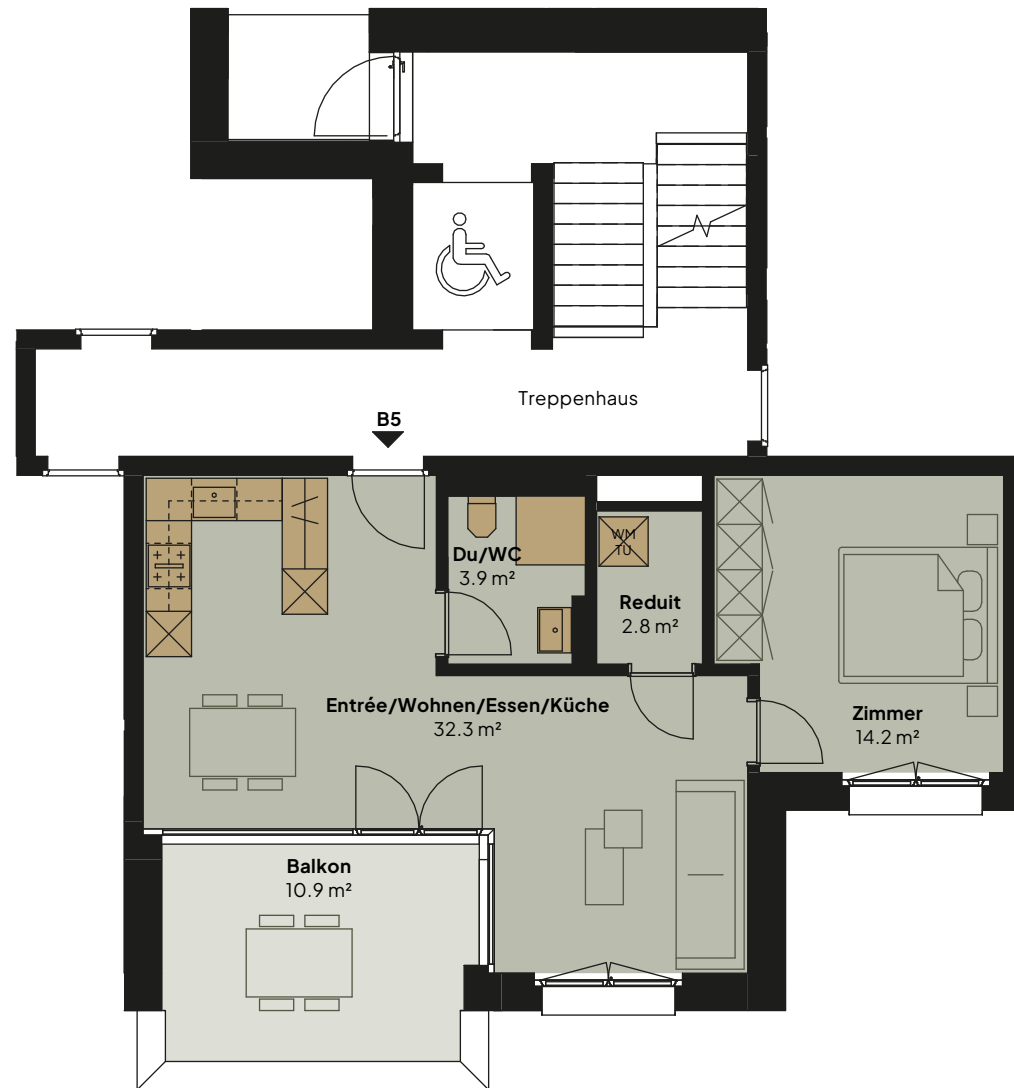 Treppenhaus
B5
Du/WC
3.9 m²
WM
TU
Reduit
2.8 m²
Entrée/Wohnen/Essen/Küche
32.3 m²
Zimmer
14.2 m²
Balkon
10.9 m²